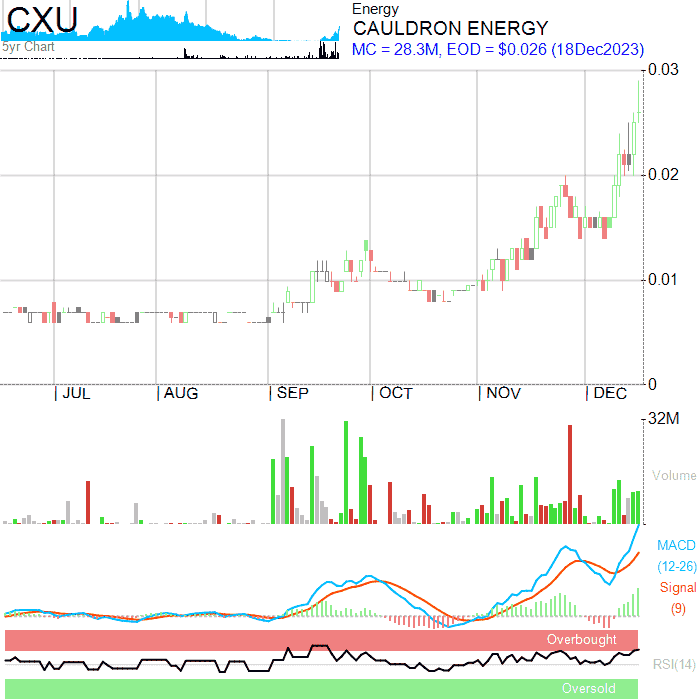 CXU
5yr Chart
Energy
CAULDRON ENERGY
MC = 28.3M, EOD = $0.026 (18Dec2023)
0.03
0.02
0.01
0
JUL AUG SEP OCT NOV DEC
32M
Volume
MACD
(12-26)
Signal
(9)
Overbought
RSI(14)
Oversold